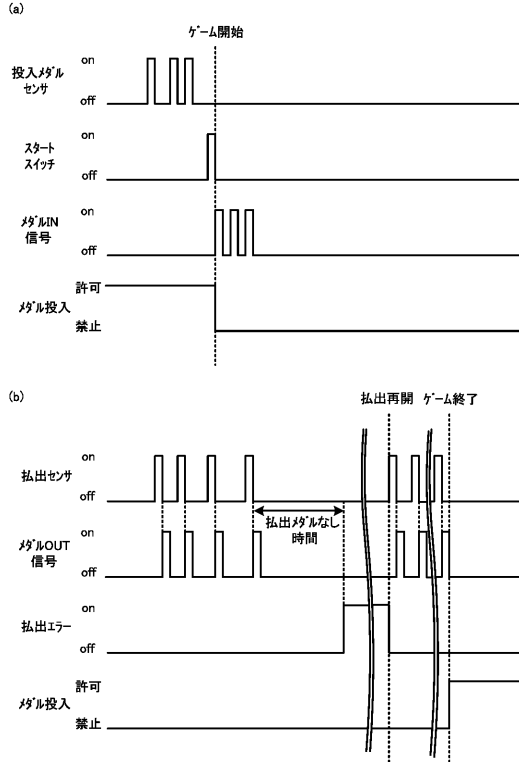 (a)
ゲーム開始
投入メダル
センサ
on
off
スタート
スイッチ
on
off
メダルIN
信号
on
off
メダル投入
許可
禁止
(b)
払出再開
ゲーム終了
払出センサ
on
off
払出メダルなし
時間
メダルOUT
信号
on
off
払出エラー
on
off
メダル投入
許可
禁止